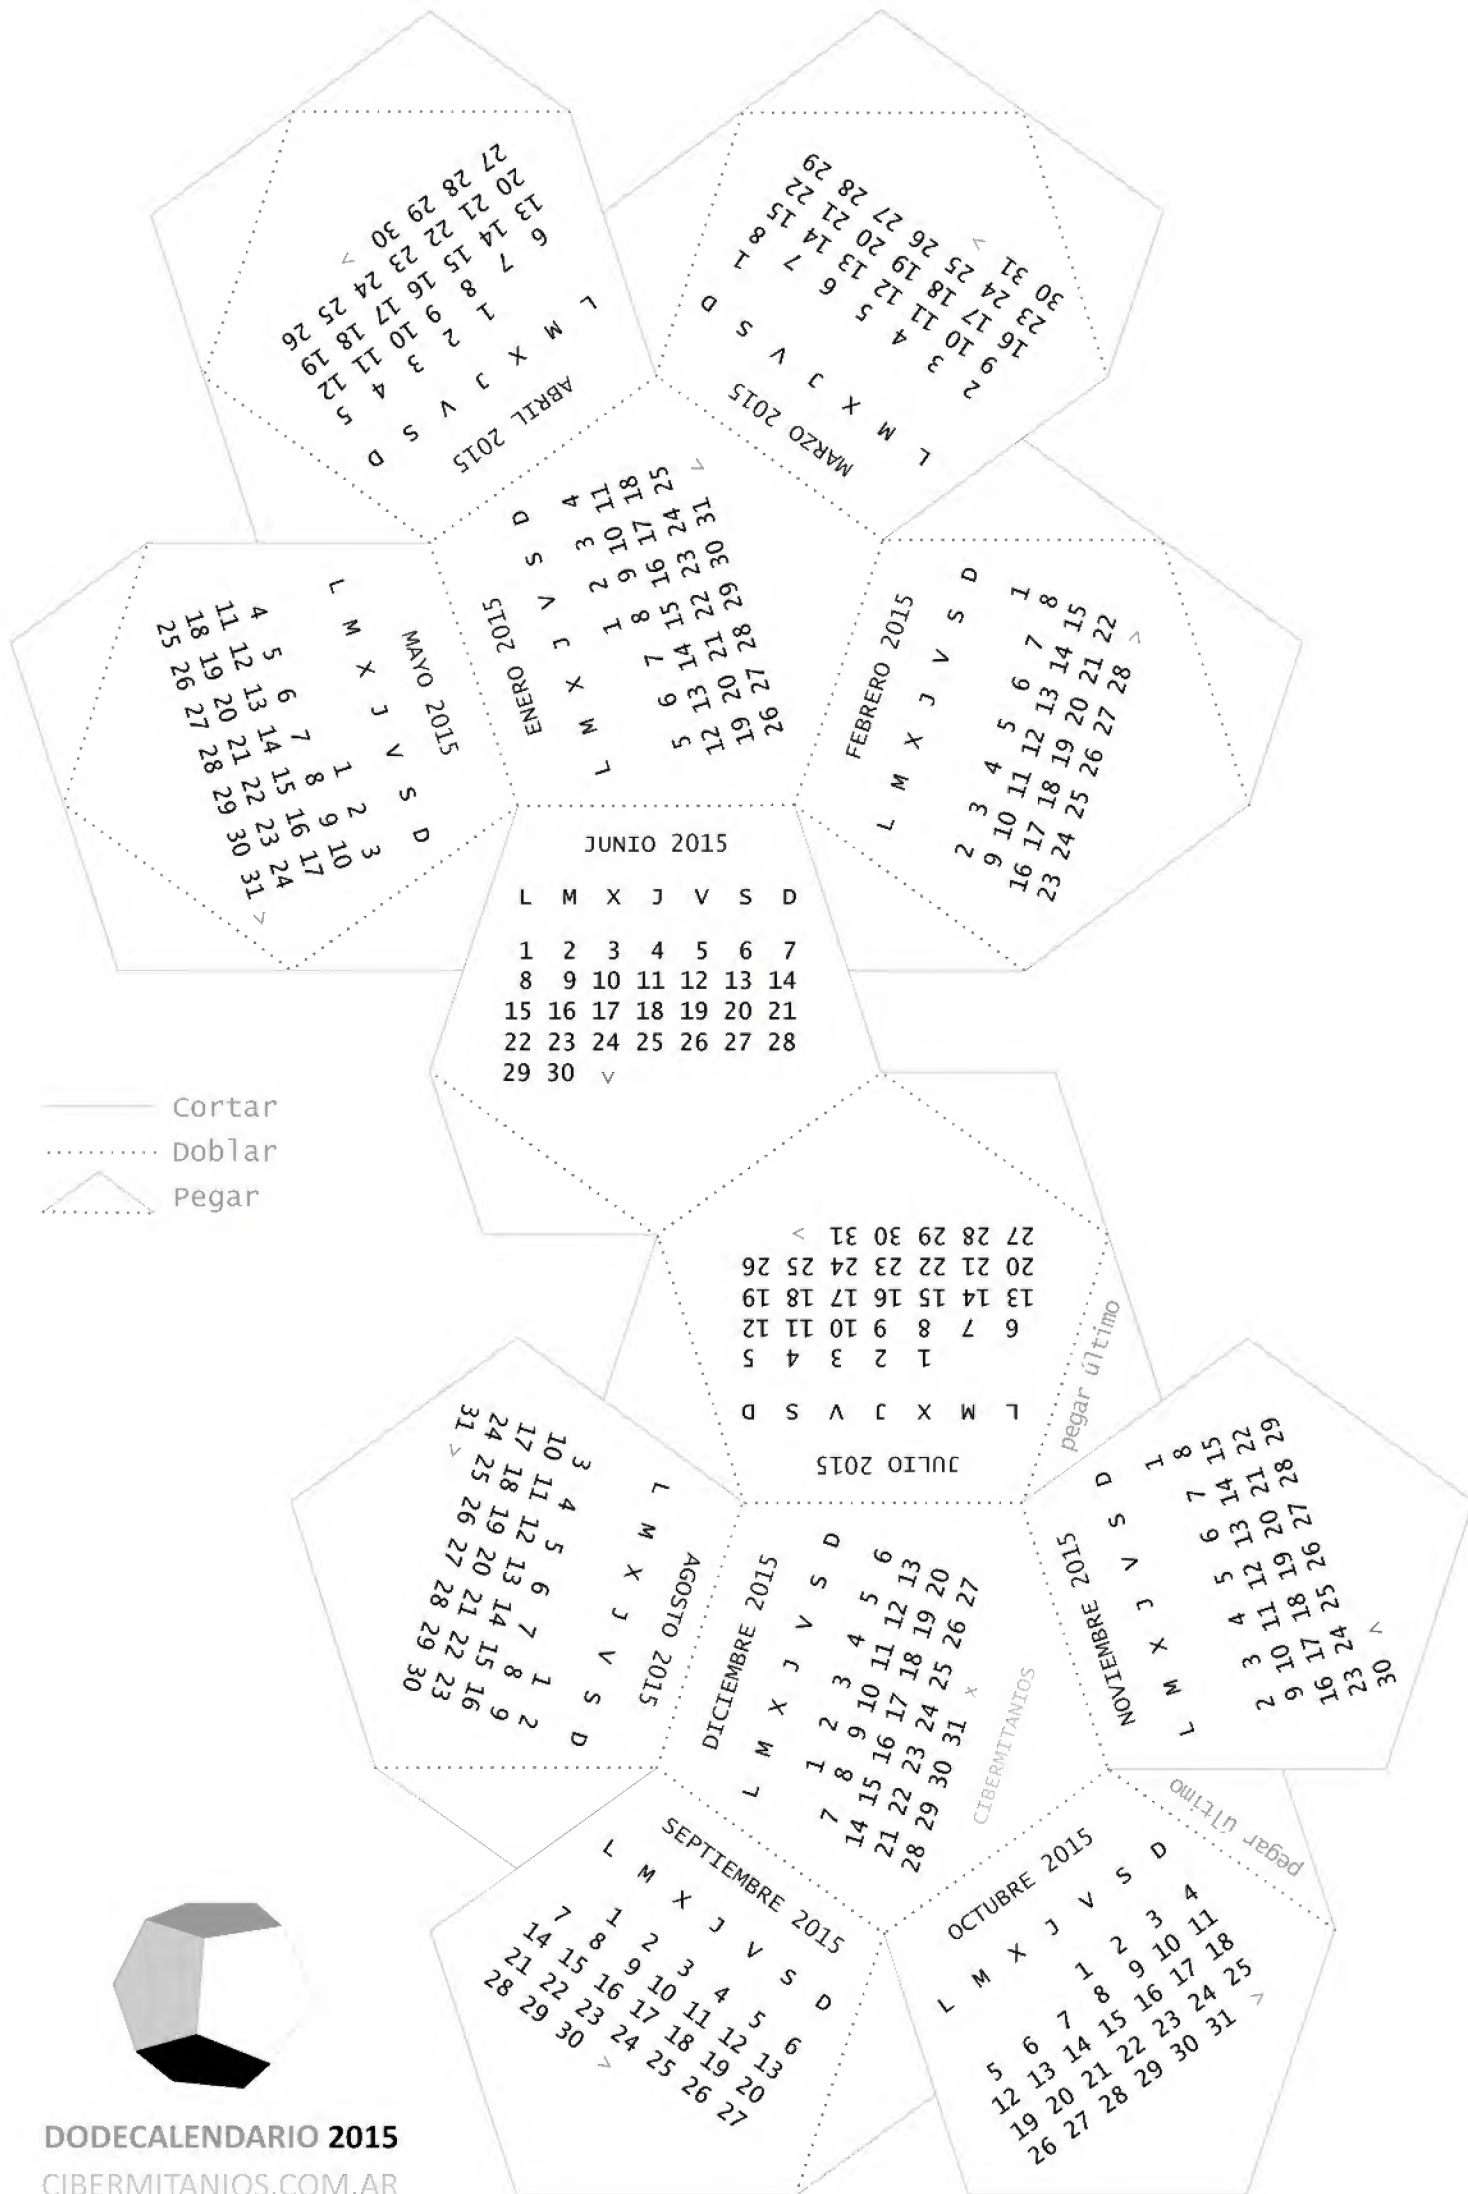 ABRIL 2015
L M X J V S D
1 2 3 4 5
6 7 8 9 10 11 12
13 14 15 16 17 18 19
20 21 22 23 24 25 26
27 28 29 30 >
MARZO 2015
L M X J V S D
1
2 3 4 5 6 7 8
9 10 11 12 13 14 15
16 17 18 19 20 21 22
23 24 25 26 27 28 29
30 31 >
MAYO 2015
L M X J V S D
1 2 3
4 5 6 7 8 9 10
11 12 13 14 15 16 17
18 19 20 21 22 23 24
25 26 27 28 29 30 31 >
ENERO 2015
L M X J V S D
1 2 3 4
5 6 7 8 9 10 11
12 13 14 15 16 17 18
19 20 21 22 23 24 25
26 27 28 29 30 31 >
FEBRERO 2015
L M X J V S D
1
2 3 4 5 6 7 8
9 10 11 12 13 14 15
16 17 18 19 20 21 22
23 24 25 26 27 28 >
JUNIO 2015
L M X J V S D
1 2 3 4 5 6 7
8 9 10 11 12 13 14
15 16 17 18 19 20 21
22 23 24 25 26 27 28
29 30 >
Cortar
Doblar
Pegar
JULIO 2015
L M X J V S D
1 2 3 4 5
6 7 8 9 10 11 12
13 14 15 16 17 18 19
20 21 22 23 24 25 26
27 28 29 30 31 >
pegar último
AGOSTO 2015
L M X J V S D
1 2
3 4 5 6 7 8 9
10 11 12 13 14 15 16
17 18 19 20 21 22 23
24 25 26 27 28 29 30
31 >
DICIEMBRE 2015
L M X J V S D
1 2 3 4 5 6
7 8 9 10 11 12 13
14 15 16 17 18 19 20
21 22 23 24 25 26 27
28 29 30 31 x
CIBERMITANIOS
NOVIEMBRE 2015
L M X J V S D
1
2 3 4 5 6 7 8
9 10 11 12 13 14 15
16 17 18 19 20 21 22
23 24 25 26 27 28 29
30 >
pegar último
SEPTIEMBRE 2015
L M X J V S D
1 2 3 4 5 6
7 8 9 10 11 12 13
14 15 16 17 18 19 20
21 22 23 24 25 26 27
28 29 30 >
OCTUBRE 2015
L M X J V S D
1 2 3 4
5 6 7 8 9 10 11
12 13 14 15 16 17 18
19 20 21 22 23 24 25
26 27 28 29 30 31 >
DODECALENDARIO 2015
CIBERMITANIOS.COM.AR